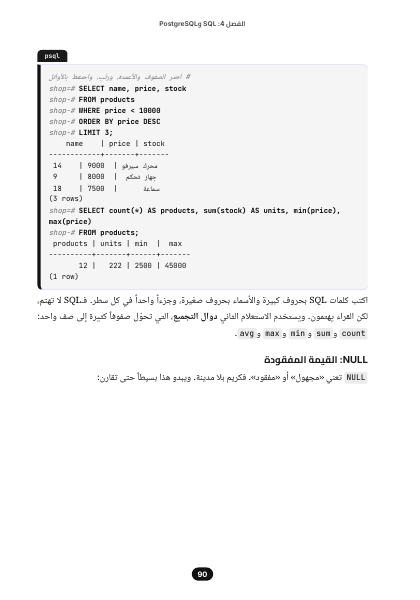 الفصل 4: SQL وPostgreSQL
psql
# اختر الصفوف والأعمدة، ورتّب، واحتفظ بالأوائل
shop=# SELECT name, price, stock
shop-# FROM products
shop-# WHERE price < 10000
shop-# ORDER BY price DESC
shop-# LIMIT 3;
name | price | stock
------------+-------+-------
محرك سيرفو | 9000 | 14
جهاز تحكم | 8000 | 9
سماعة | 7500 | 18
(3 rows)
shop=# SELECT count(*) AS products, sum(stock) AS units, min(price),
max(price)
shop-# FROM products;
products | units | min | max
----------+-------+------+-------
12 | 222 | 2500 | 45000
(1 row)
اكتب كلمات SQL بحروف كبيرة والأسماء بحروف صغيرة، وجزءاً واحداً في كل سطر. فـSQL لا تهتم،
لكن القراء يهتمون. ويستخدم الاستعلام الثاني دوال التجميع، التي تحوّل صفوفاً كثيرة إلى صف واحد:
count و sum و min و max و avg.
NULL: القيمة المفقودة
NULL تعني «مجهول» أو «مفقود». فكريم بلا مدينة. ويبدو هذا بسيطاً حتى تقارن:
90